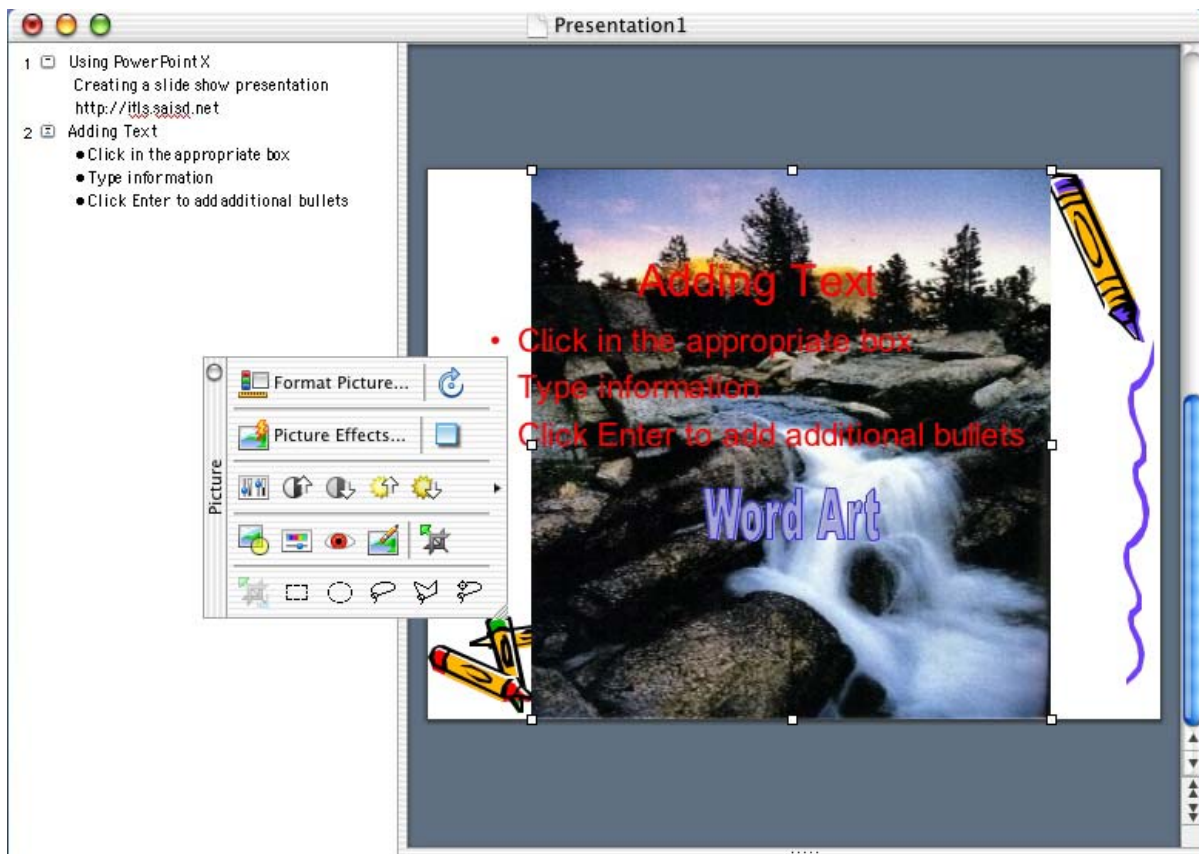 Presentation1
1 Using PowerPoint X
Creating a slide show presentation
http://itls.saisd.net
2 Adding Text
•Click in the appropriate box
•Type information
•Click Enter to add additional bullets
Adding Text
• Click in the appropriate box
Type information
Click Enter to add additional bullets
Word Art
Picture
Format Picture...
Picture Effects...